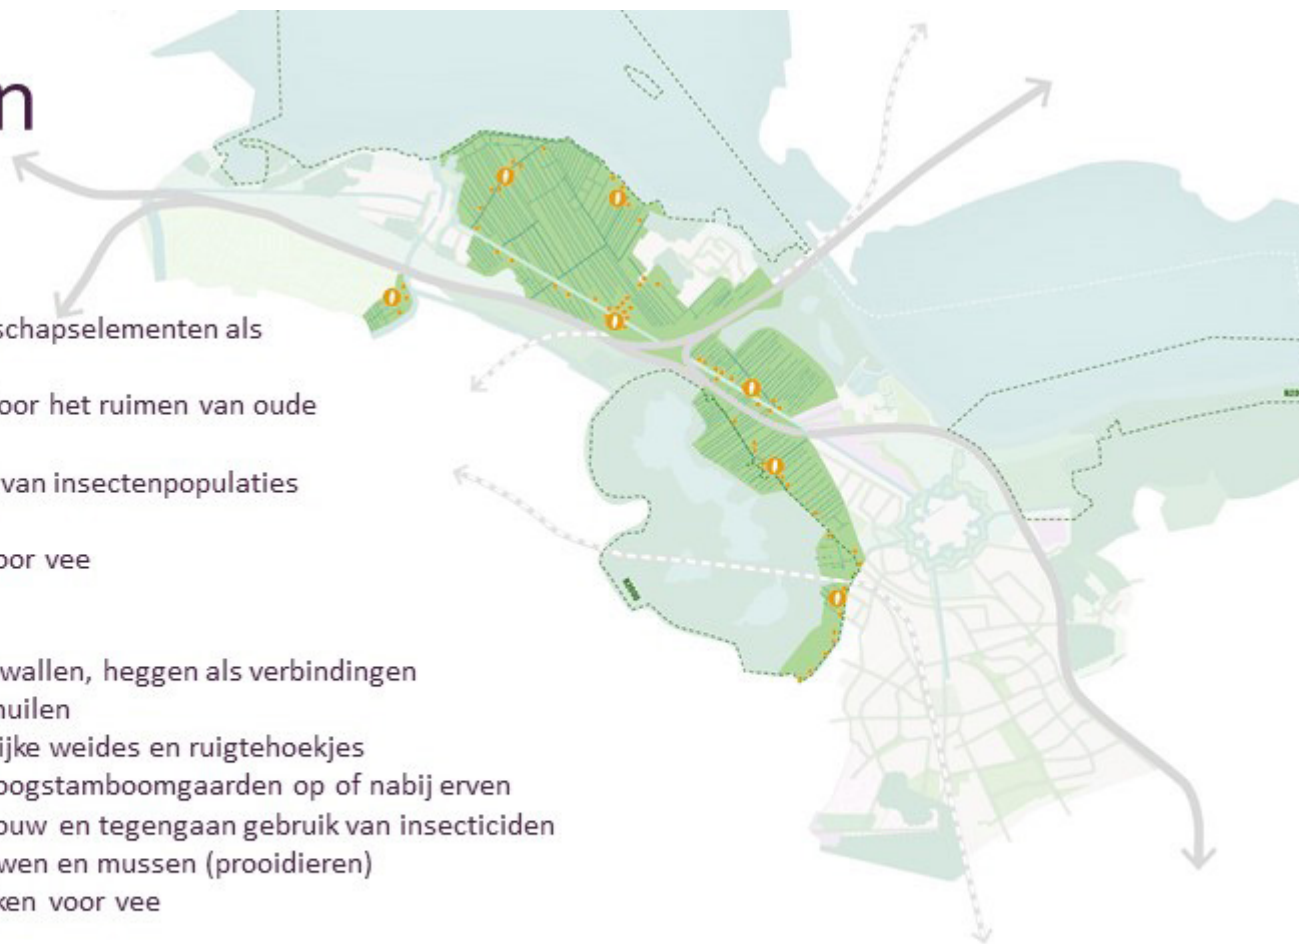 n
schapselementen als
oor het ruimen van oude
van insectenpopulaties
oor vee
wallen, heggen als verbindingen
huilen
ijke weides en ruigtehoekjes
oogstamboomgaarden op of nabij erven
ouw en tegengaan gebruik van insecticiden
wen en mussen (prooidieren)
ken voor vee